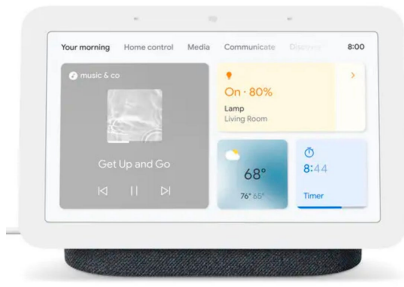 Your morning Home control Media Communicate Discover 8:00
music & co
Get Up and Go
On · 80%
Lamp
Living Room
68°
76° 65°
8:44
Timer